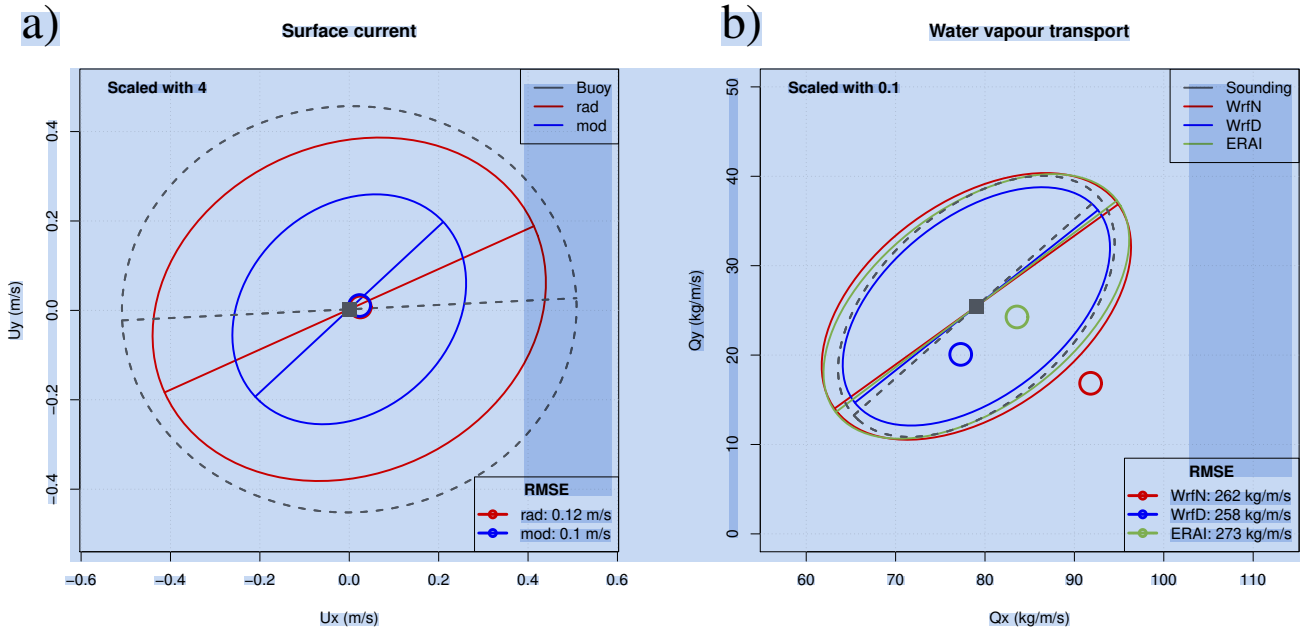 a)
Surface current
Scaled with 4
Buoy
rad
mod
Uy (m/s)
0.4
0.2
0.0
−0.2
−0.4
RMSE
rad: 0.12 m/s
mod: 0.1 m/s
−0.6 −0.4 −0.2 0.0 0.2 0.4 0.6
Ux (m/s)
b)
Water vapour transport
Scaled with 0.1
Sounding
WrfN
WrfD
ERAI
Qy (kg/m/s)
50
40
30
20
10
0
RMSE
WrfN: 262 kg/m/s
WrfD: 258 kg/m/s
ERAI: 273 kg/m/s
60 70 80 90 100 110
Qx (kg/m/s)